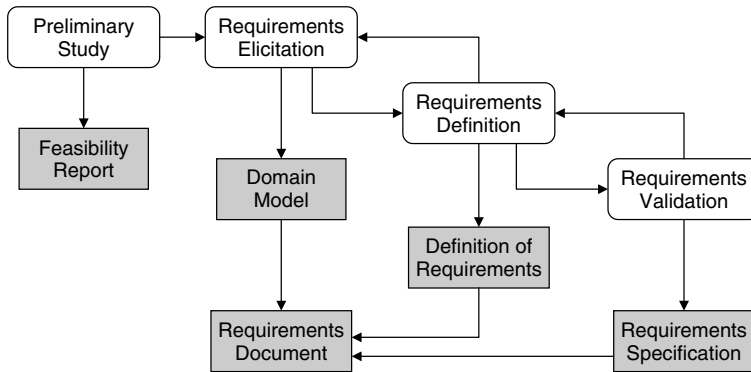 Preliminary
Study
Requirements
Elicitation
Requirements
Definition
Feasibility
Report
Domain
Model
Requirements
Validation
Definition of
Requirements
Requirements
Document
Requirements
Specification